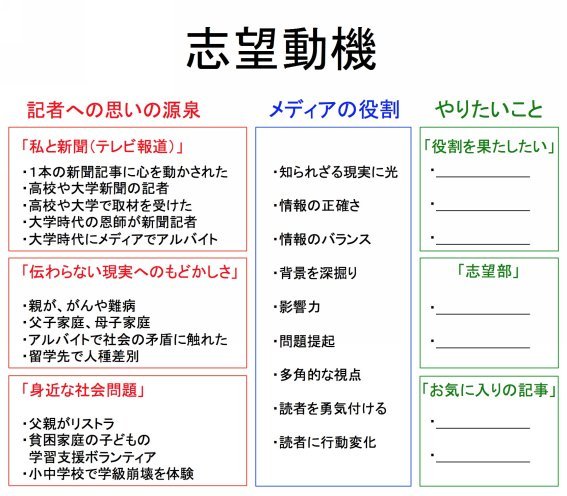 志望動機
記者への思いの源泉
「私と新聞（テレビ報道）」
・１本の新聞記事に心を動かされた
・高校や大学新聞の記者
・高校や大学で取材を受けた
・大学時代の恩師が新聞記者
・大学時代にメディアでアルバイト
「伝わらない現実へのもどかしさ」
・親が、がんや難病
・父子家庭、母子家庭
・アルバイトで社会の矛盾に触れた
・留学先で人種差別
「身近な社会問題」
・父親がリストラ
・貧困家庭の子どもの
学習支援ボランティア
・小中学校で学級崩壊を体験
メディアの役割
・知られざる現実に光
・情報の正確さ
・情報のバランス
・背景を深掘り
・影響力
・問題提起
・多角的な視点
・読者を勇気付ける
・読者に行動変化
やりたいこと
「役割を果たしたい」
・
・
・
「志望部」
・
・
「お気に入りの記事」
・
・